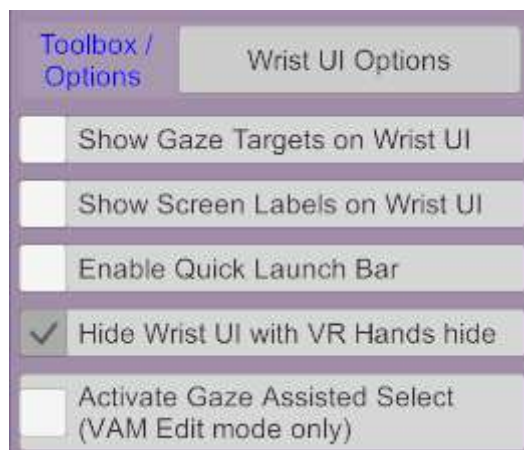 Toolbox /
Options
Wrist UI Options
Show Gaze Targets on Wrist UI
Show Screen Labels on Wrist UI
Enable Quick Launch Bar
Hide Wrist UI with VR Hands hide
Activate Gaze Assisted Select
(VAM Edit mode only)